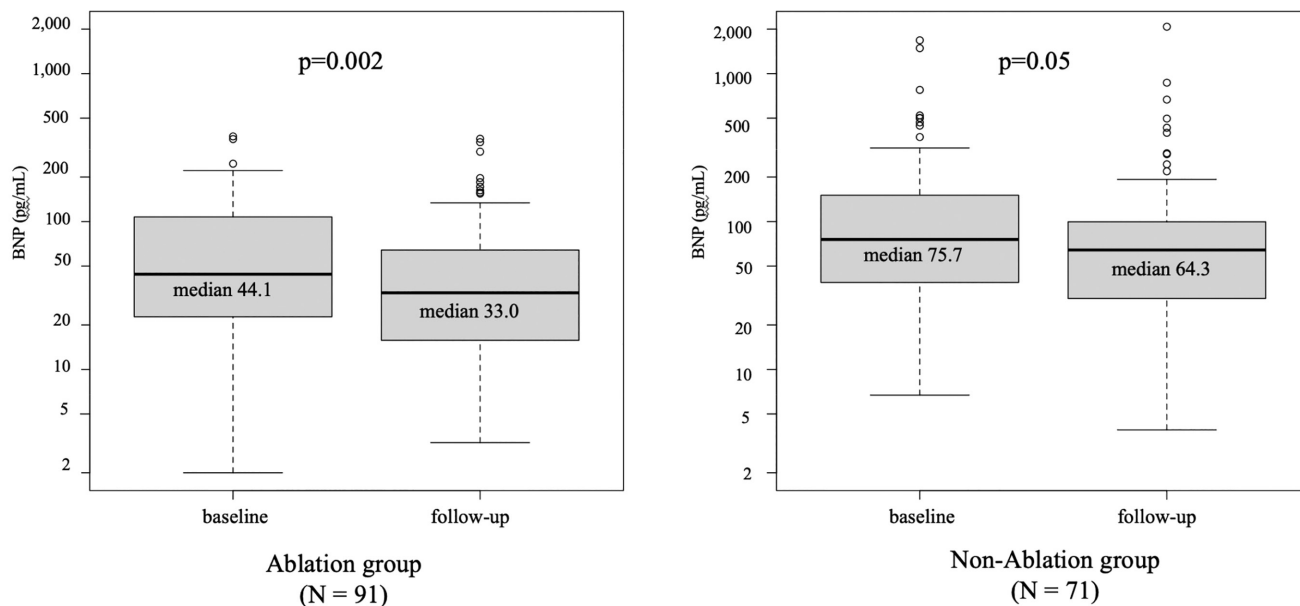 2,000
1,000
500
200
100
50
20
10
5
2
BNP (pg/mL)
p=0.002
median 44.1
median 33.0
baseline
follow-up
Ablation group
(N = 91)
2,000
1,000
500
200
100
50
20
10
5
2
BNP (pg/mL)
p=0.05
median 75.7
median 64.3
baseline
follow-up
Non-Ablation group
(N = 71)